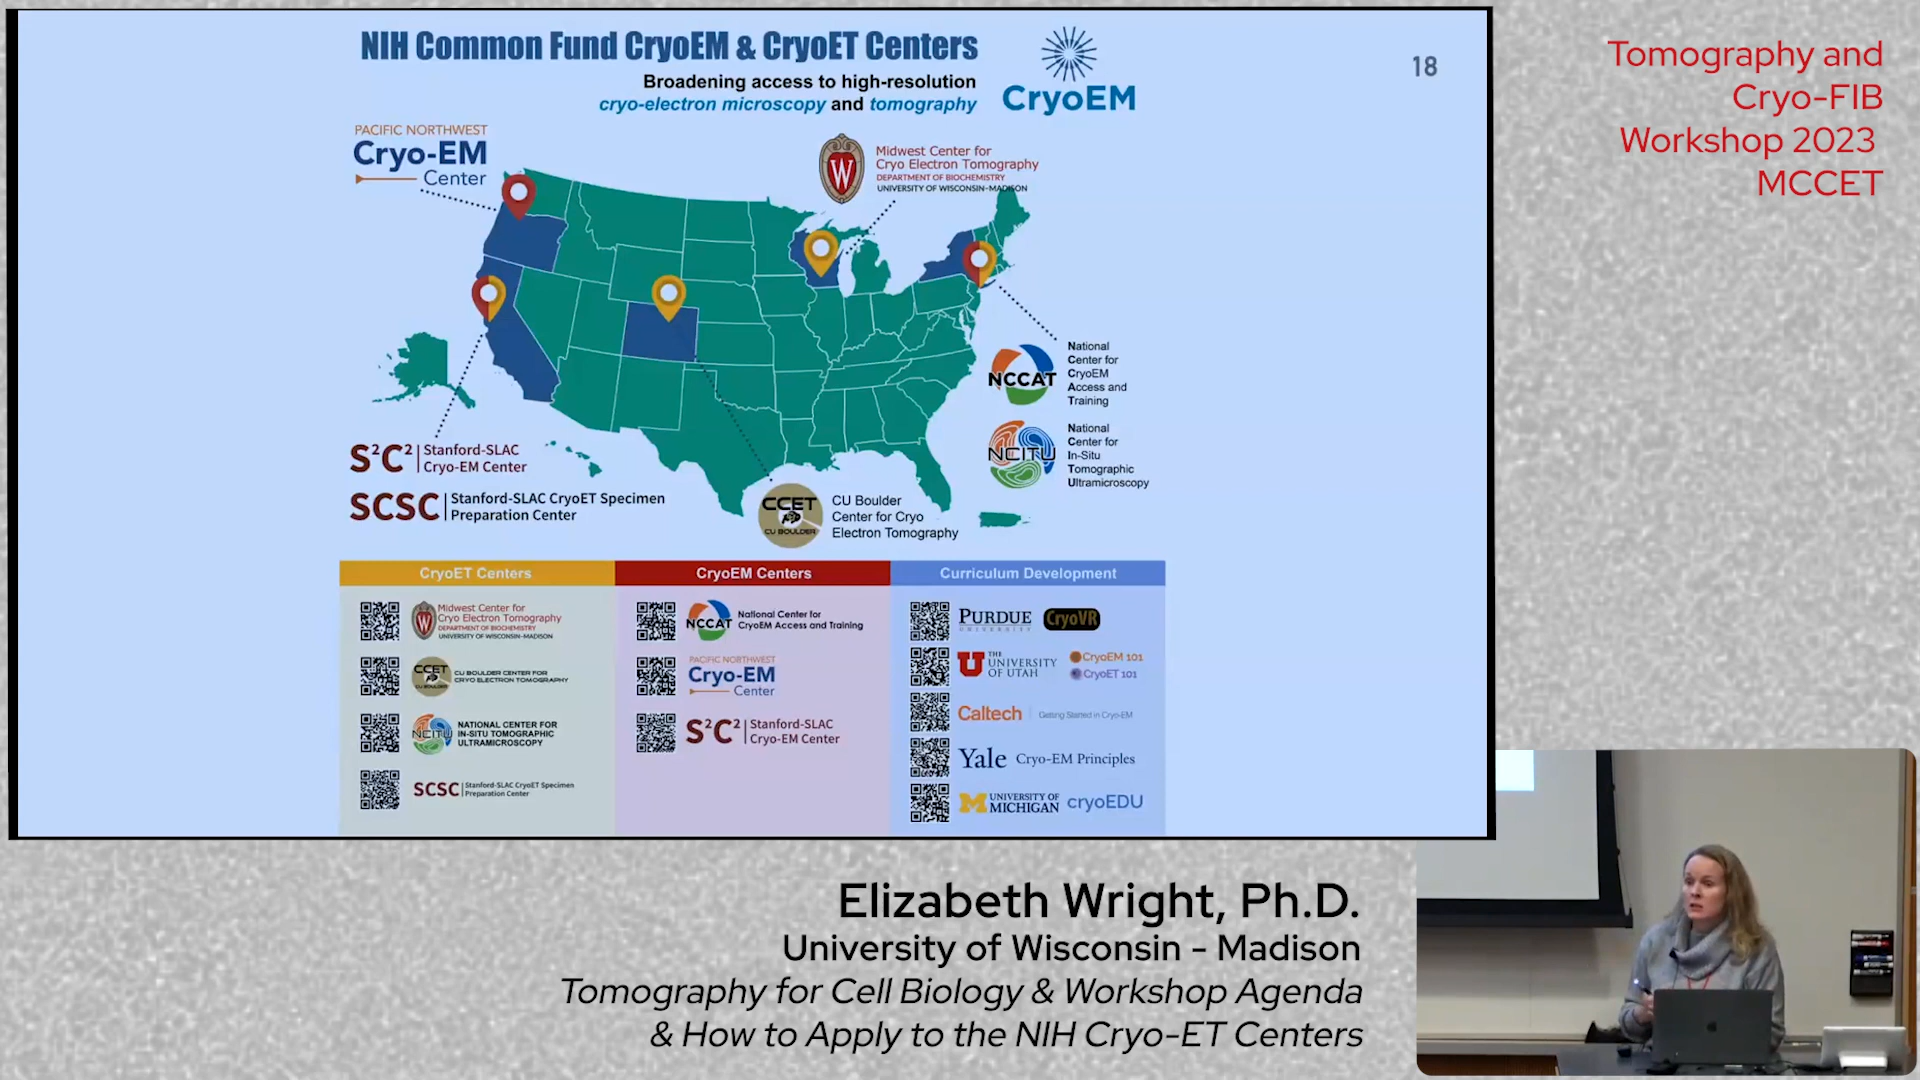 NIH Common Fund CryoEM & CryoET Centers
Broadening access to high-resolution
cryo-electron microscopy and tomography
CryoEM
18
Tomography and
Cryo-FIB
Workshop 2023
MCCET
PACIFIC NORTHWEST
Cryo-EM
Center
W
Midwest Center for
Cryo Electron Tomography
DEPARTMENT OF BIOCHEMISTRY
UNIVERSITY OF WISCONSIN-MADISON
NCCAT
National
Center for
CryoEM
Access and
Training
NCITU
National
Center for
In-Situ
Tomographic
Ultramicroscopy
S²C² Stanford-SLAC
Cryo-EM Center
SCSC Stanford-SLAC CryoET Specimen
Preparation Center
CCET
CU BOULDER
CU Boulder
Center for Cryo
Electron Tomography
CryoET Centers
W
Midwest Center for
Cryo Electron Tomography
DEPARTMENT OF BIOCHEMISTRY
UNIVERSITY OF WISCONSIN-MADISON
CCET
CU BOULDER
CU BOULDER CENTER FOR
CRYO ELECTRON TOMOGRAPHY
NCITU
NATIONAL CENTER FOR
IN-SITU TOMOGRAPHIC
ULTRAMICROSCOPY
SCSC Stanford-SLAC CryoET Specimen
Preparation Center
CryoEM Centers
NCCAT
National Center for
CryoEM Access and Training
PACIFIC NORTHWEST
Cryo-EM
Center
S²C² Stanford-SLAC
Cryo-EM Center
Curriculum Development
PURDUE
UNIVERSITY
CryoVR
U THE
UNIVERSITY
OF UTAH
CryoEM 101
CryoET 101
Caltech Getting Started in Cryo-EM
Yale Cryo-EM Principles
M UNIVERSITY OF
MICHIGAN
cryoEDU
Elizabeth Wright, Ph.D.
University of Wisconsin - Madison
Tomography for Cell Biology & Workshop Agenda
& How to Apply to the NIH Cryo-ET Centers